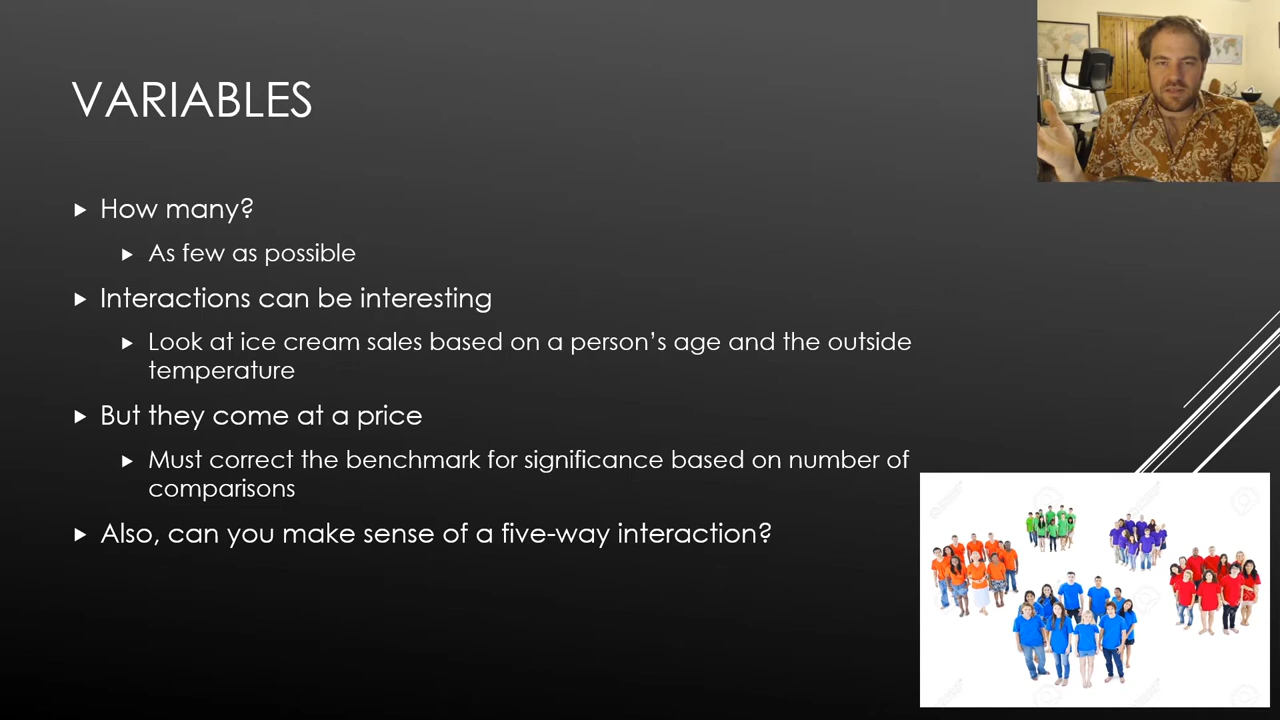 VARIABLES
How many?
As few as possible
Interactions can be interesting
Look at ice cream sales based on a person’s age and the outside
temperature
But they come at a price
Must correct the benchmark for significance based on number of
comparisons
Also, can you make sense of a five-way interaction?